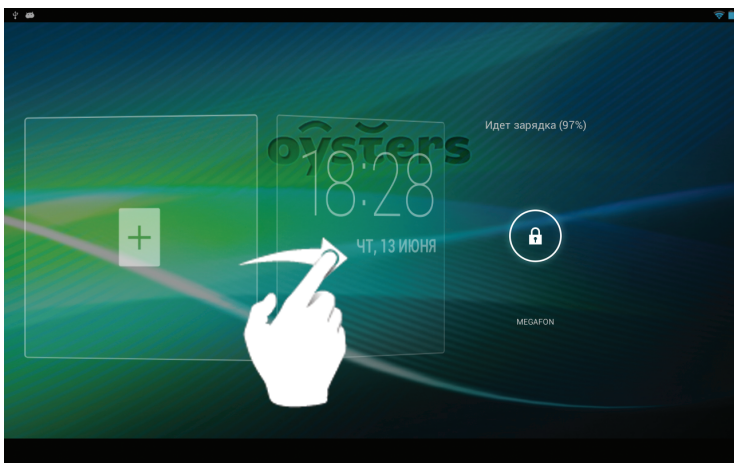 Идет зарядка (97%)
oysters
18:28
ЧТ, 13 ИЮНЯ
MEGAFON